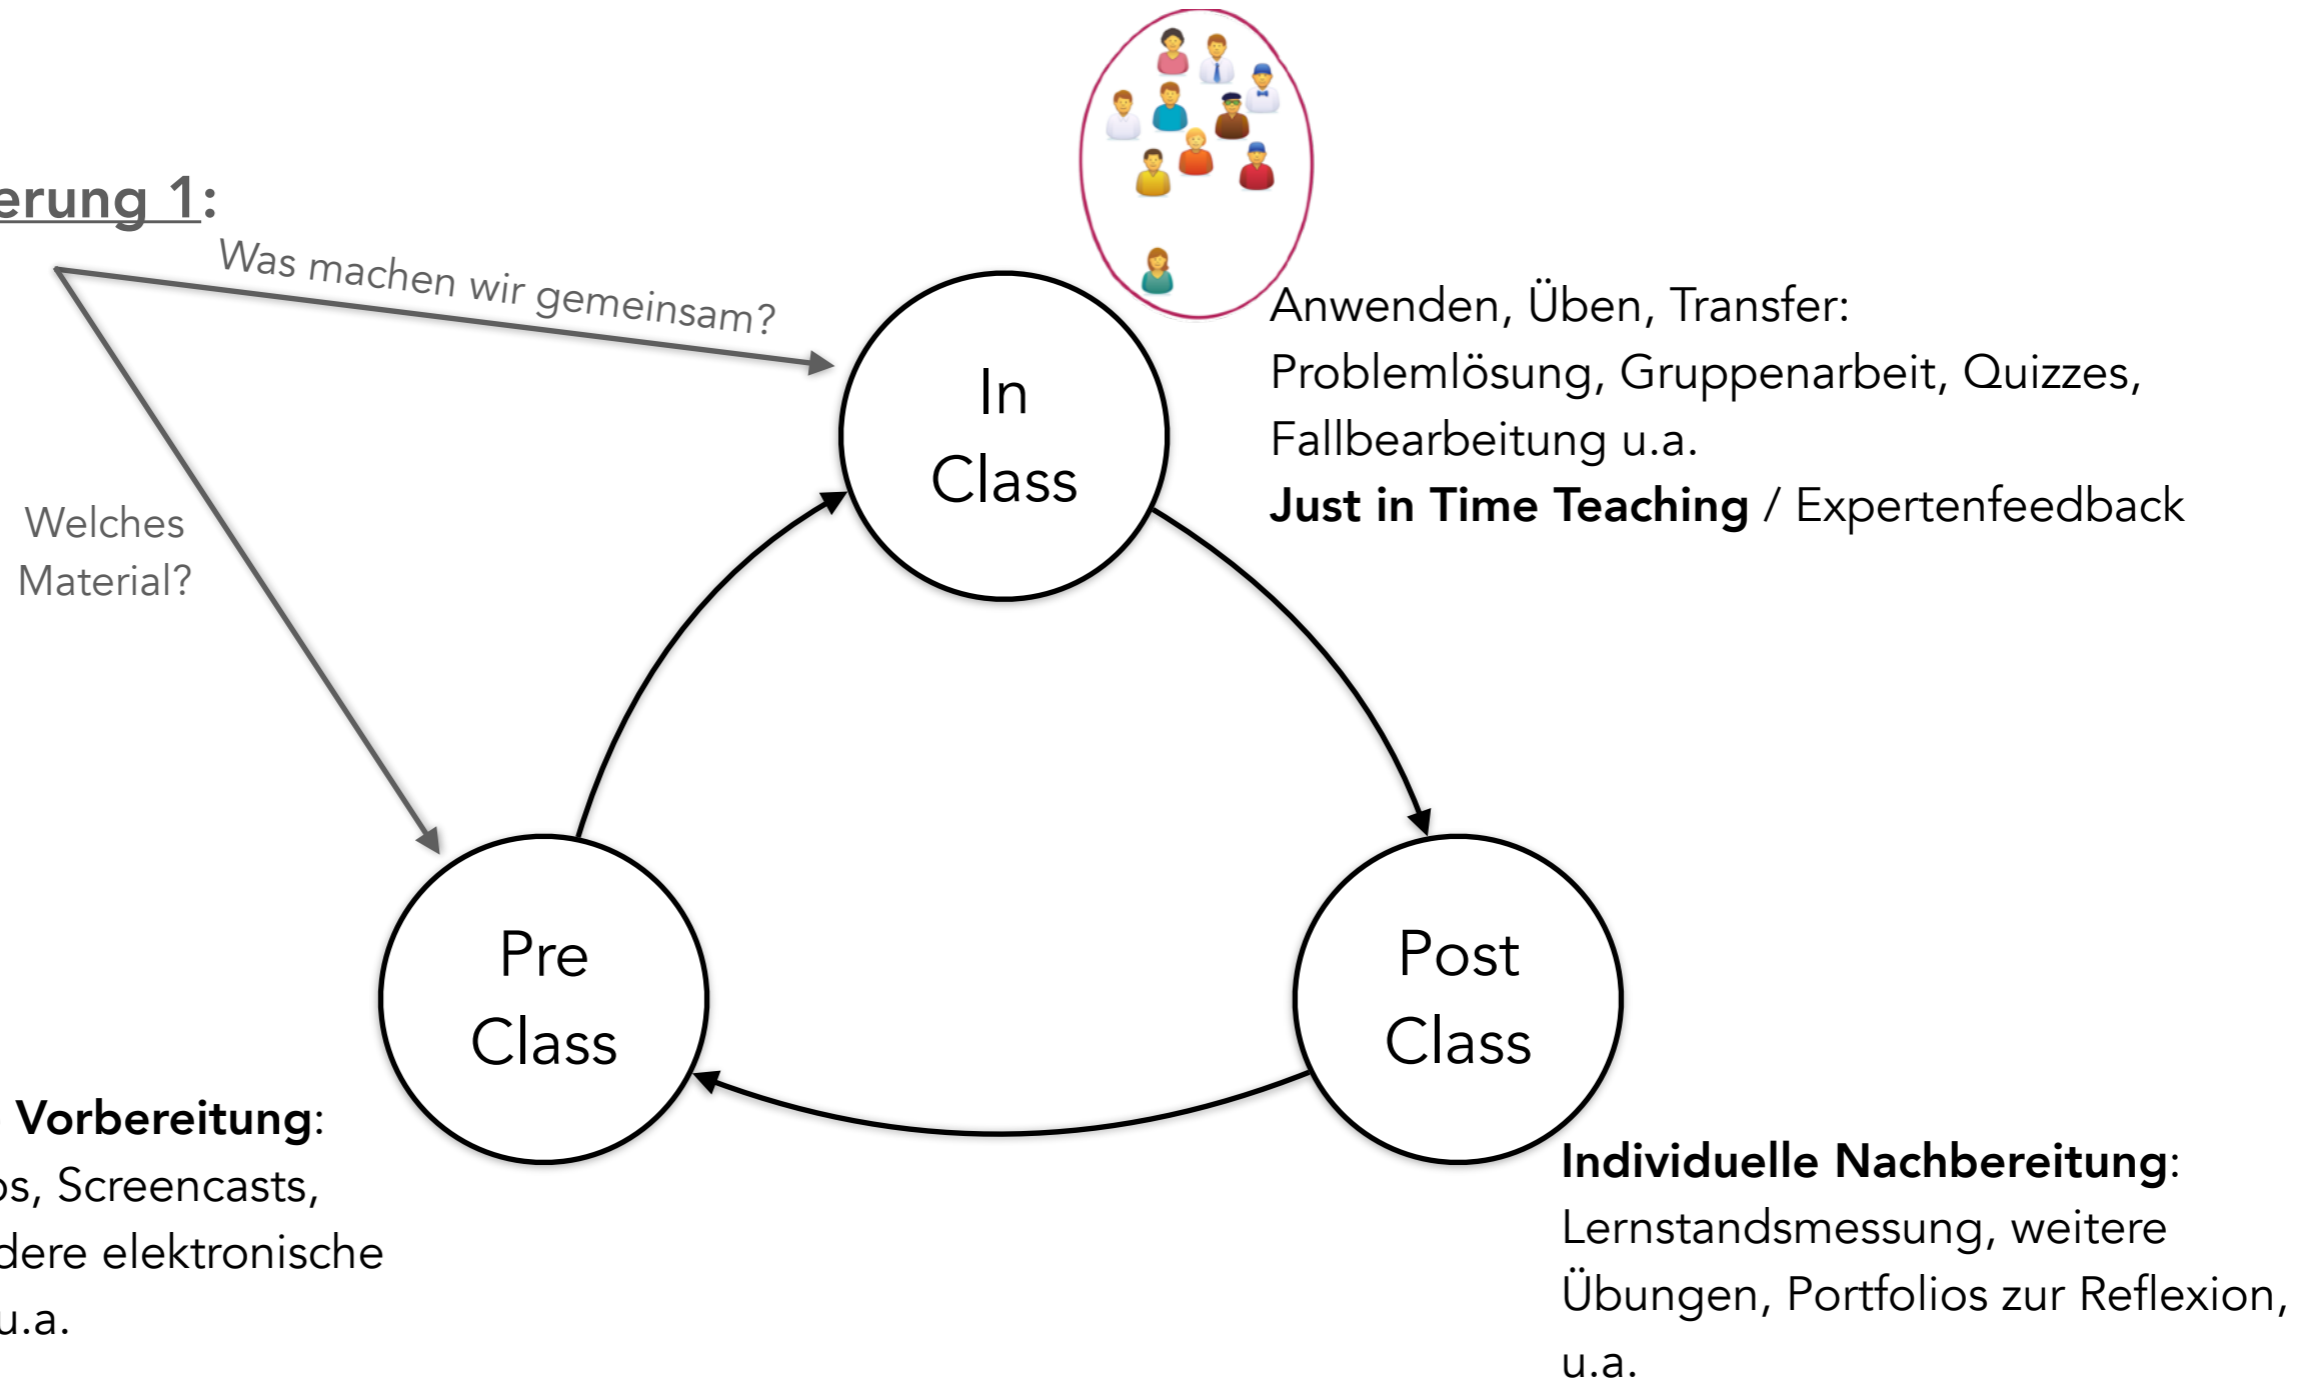 erung 1:
Was machen wir gemeinsam?
In
Class
Anwenden, Üben, Transfer:
Problemlösung, Gruppenarbeit, Quizzes,
Fallbearbeitung u.a.
Just in Time Teaching / Expertenfeedback
Welches
Material?
Pre
Class
Post
Class
Vorbereitung:
os, Screencasts,
dere elektronische
u.a.
Individuelle Nachbereitung:
Lernstandsmessung, weitere
Übungen, Portfolios zur Reflexion,
u.a.